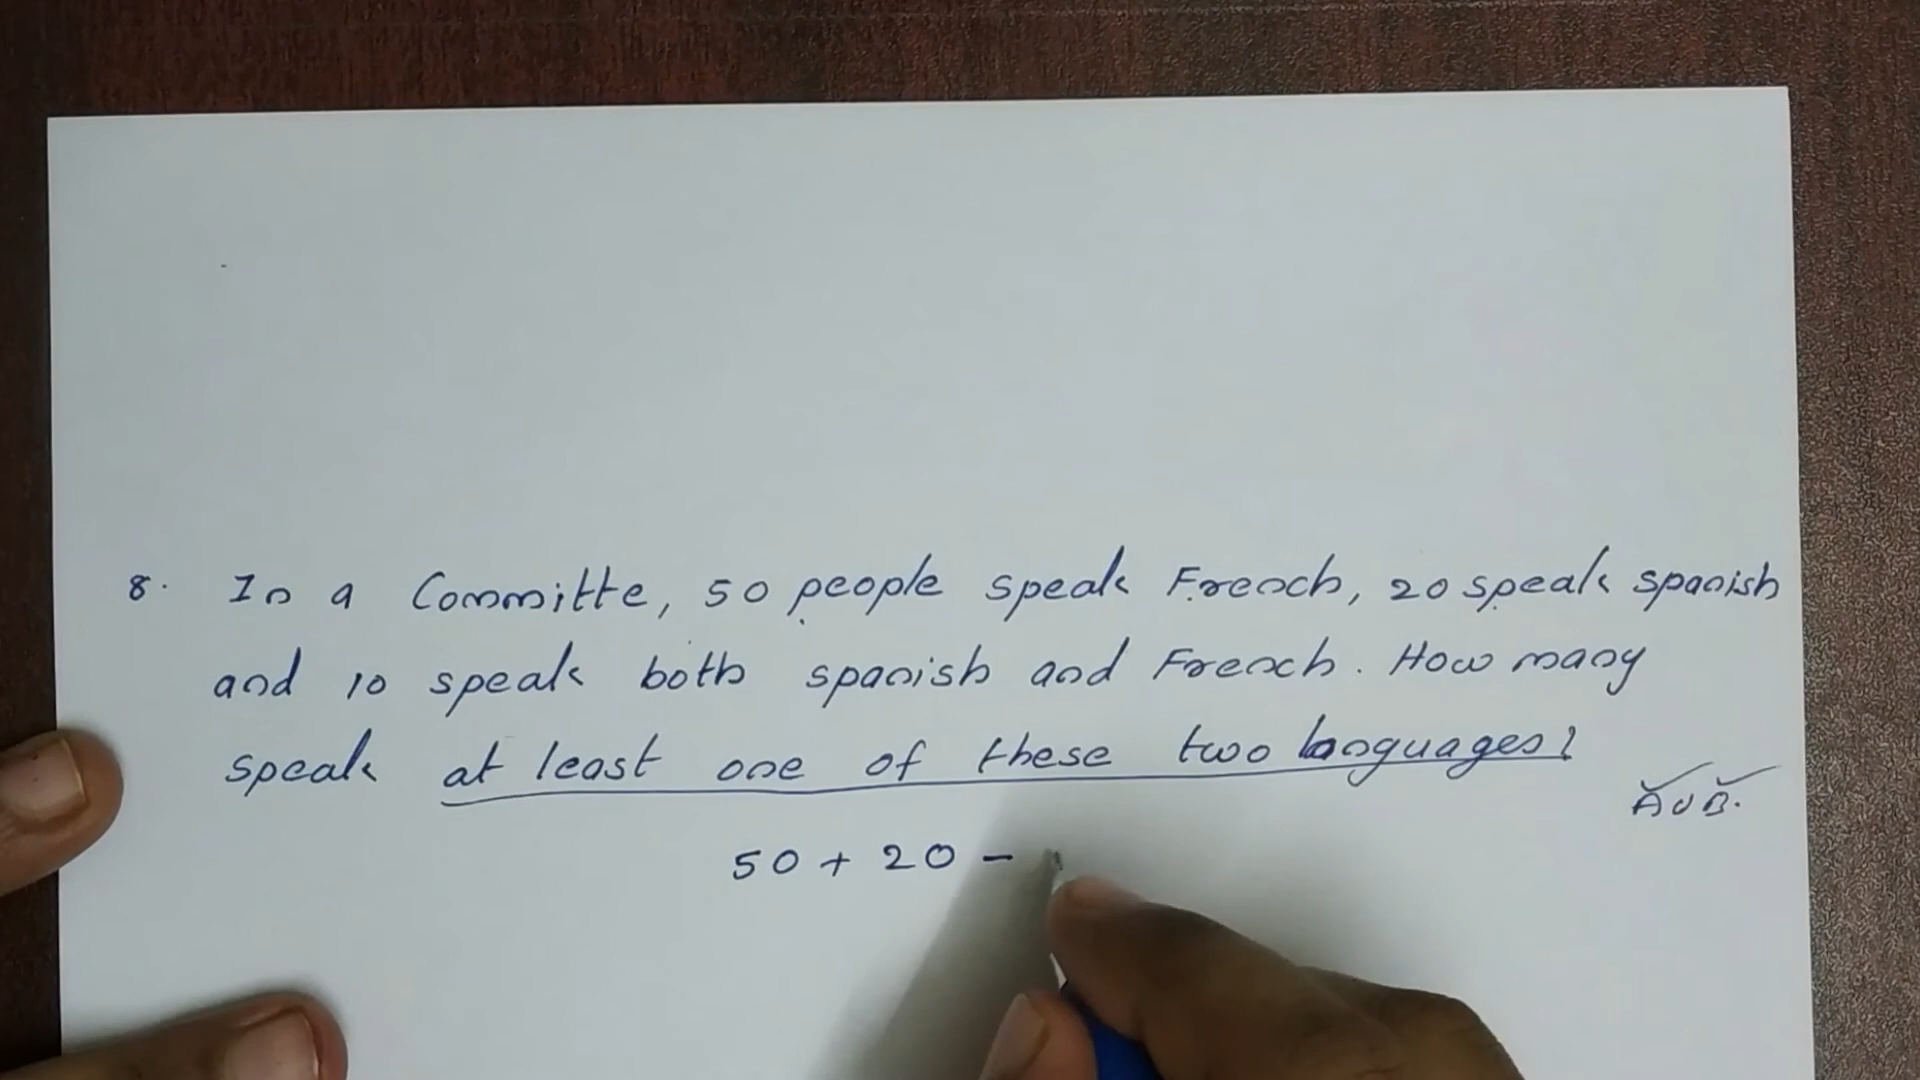 8. In a Committe, 50 people speak French, 20 speak spanish
and 10 speak both spanish and French. How many
speak at least one of these two languages?
A∪B.
50 + 20 -